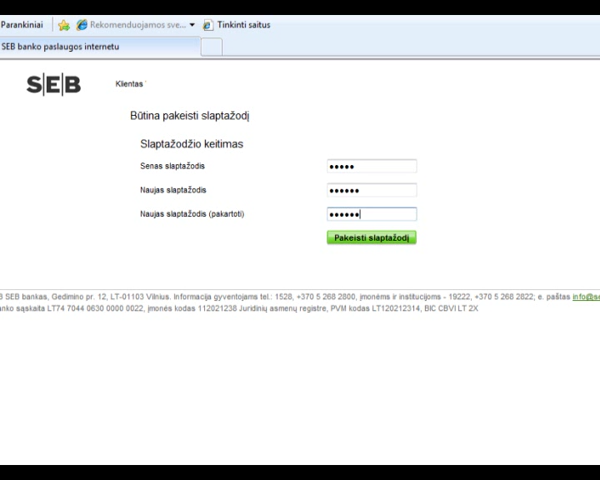 Parankiniai Rekomenduojamos sve... Tinkinti saitus
SEB banko paslaugos internetu
SEB Klientas
Būtina pakeisti slaptažodį
Slaptažodžio keitimas
Senas slaptažodis
Naujas slaptažodis
Naujas slaptažodis (pakartoti)
Pakeisti slaptažodį
B SEB bankas, Gedimino pr. 12, LT-01103 Vilnius. Informacija gyventojams tel.: 1528, +370 5 268 2800, įmonėms ir institucijoms - 19222, +370 5 268 2822; e. paštas info@se
anko sąskaita LT74 7044 0630 0000 0022, įmonės kodas 112021238 Juridinių asmenų registre, PVM kodas LT120212314, BIC CBVI LT 2X